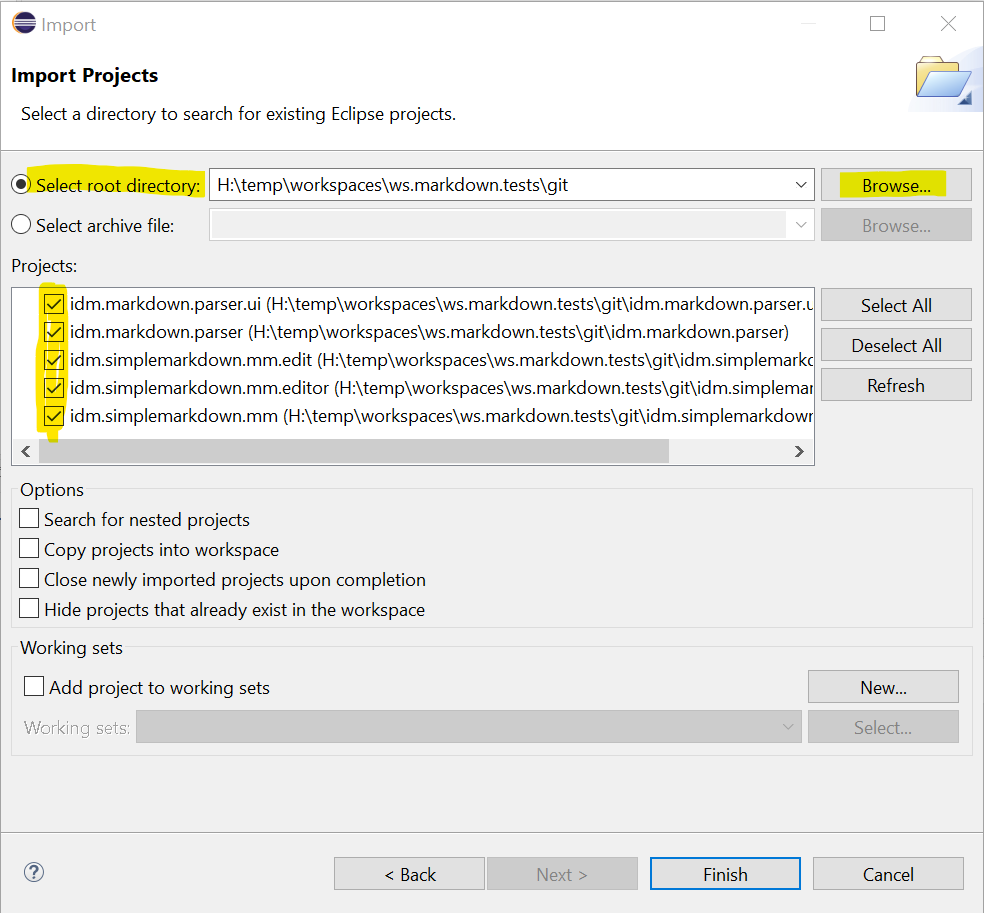 Import
Import Projects
Select a directory to search for existing Eclipse projects.
Select root directory: H:\temp\workspaces\ws.markdown.tests\git Browse...
Select archive file: Browse...
Projects:
idm.markdown.parser.ui (H:\temp\workspaces\ws.markdown.tests\git\idm.markdown.parser.u
idm.markdown.parser (H:\temp\workspaces\ws.markdown.tests\git\idm.markdown.parser)
idm.simplemarkdown.mm.edit (H:\temp\workspaces\ws.markdown.tests\git\idm.simplemarkd
idm.simplemarkdown.mm.editor (H:\temp\workspaces\ws.markdown.tests\git\idm.simplemar
idm.simplemarkdown.mm (H:\temp\workspaces\ws.markdown.tests\git\idm.simplemarkdown
Select All
Deselect All
Refresh
Options
Search for nested projects
Copy projects into workspace
Close newly imported projects upon completion
Hide projects that already exist in the workspace
Working sets
Add project to working sets New...
Working sets: Select...
? < Back Next > Finish Cancel